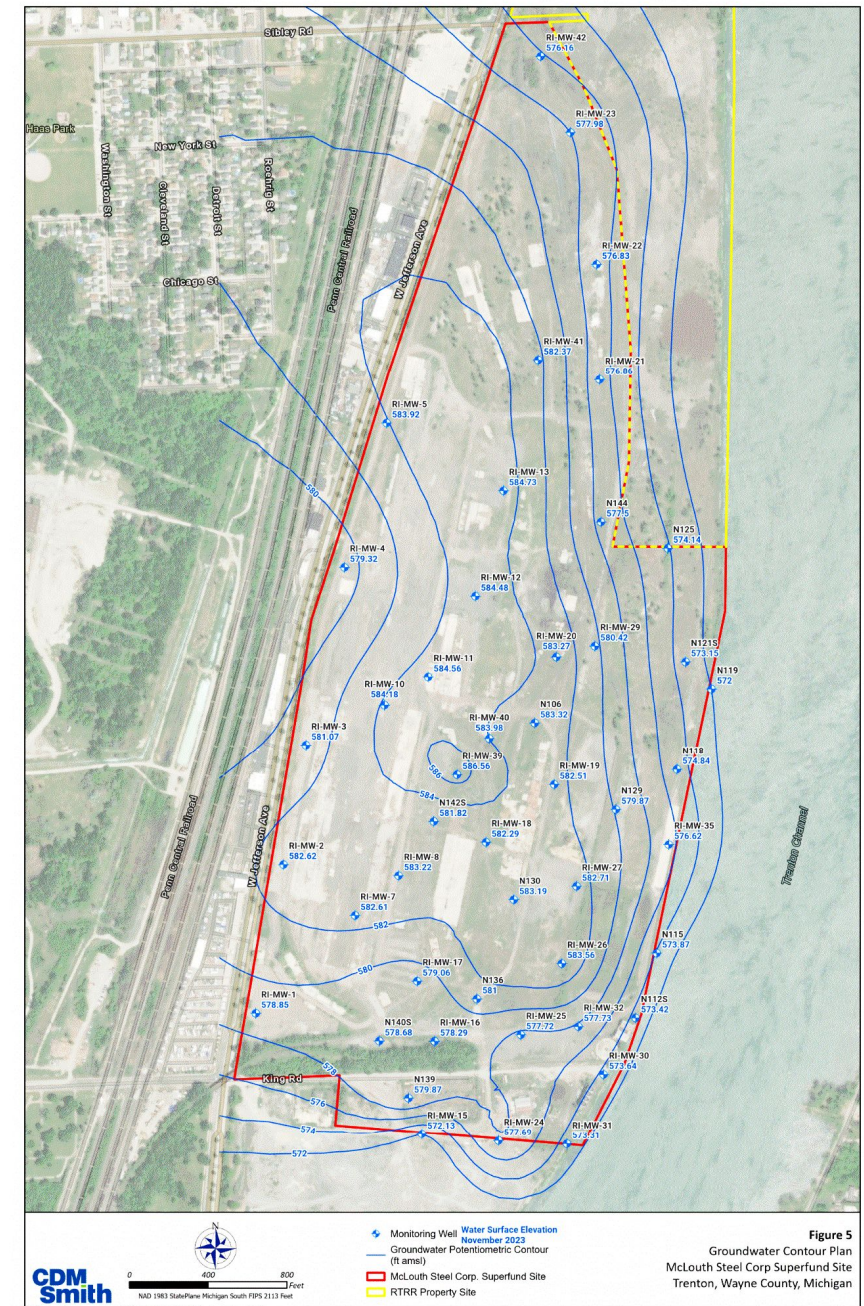 Sibley Rd
RI-MW-42
576.16
RI-MW-23
577.98
Haas Park
New York St
Washington St
Cleveland St
Detroit St
Roehrig St
Penn Central Railroad
W Jefferson Ave
RI-MW-22
576.83
Chicago St
RI-MW-41
582.37
RI-MW-21
576.06
RI-MW-5
583.92
RI-MW-13
584.73
580
N144
577.5
N125
574.14
RI-MW-4
579.32
RI-MW-12
584.48
RI-MW-29
580.42
RI-MW-20
583.27
N121S
573.15
RI-MW-11
584.56
N119
572
RI-MW-10
584.18
N106
583.32
RI-MW-40
583.98
RI-MW-3
581.07
N118
574.84
RI-MW-39
586.56
586
RI-MW-19
582.51
584
N129
579.87
N142S
581.82
Penn Central Railroad
W Jefferson Ave
RI-MW-18
582.29
RI-MW-35
576.62
Trenton Channel
RI-MW-2
582.62
RI-MW-8
583.22
RI-MW-27
582.71
N130
583.19
RI-MW-7
582.61
582
N115
573.87
RI-MW-26
583.56
RI-MW-17
579.06
580
N136
581
RI-MW-1
578.85
N112S
573.42
RI-MW-32
577.73
RI-MW-25
577.72
N140S
578.68
RI-MW-16
578.29
578
RI-MW-30
573.64
King Rd
N139
579.87
576
RI-MW-15
572.13
RI-MW-24
577.69
RI-MW-31
573.31
574
572
CDM
Smith
N
0 400 800
Feet
NAD 1983 StatePlane Michigan South FIPS 2113 Feet
Monitoring Well Water Surface Elevation
November 2023
Groundwater Potentiometric Contour
(ft amsl)
McLouth Steel Corp. Superfund Site
RTRR Property Site
Figure 5
Groundwater Contour Plan
McLouth Steel Corp Superfund Site
Trenton, Wayne County, Michigan